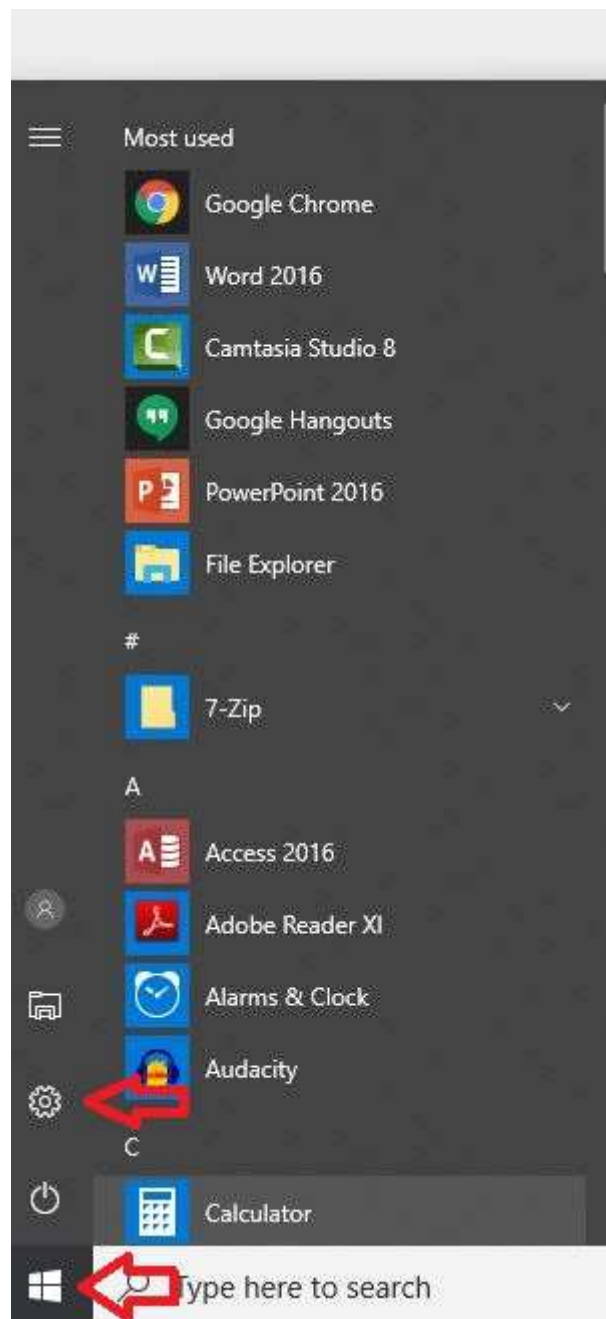 Most used
Google Chrome
Word 2016
Camtasia Studio 8
Google Hangouts
PowerPoint 2016
File Explorer
#
7-Zip
A
Access 2016
Adobe Reader XI
Alarms & Clock
Audacity
C
Calculator
Type here to search